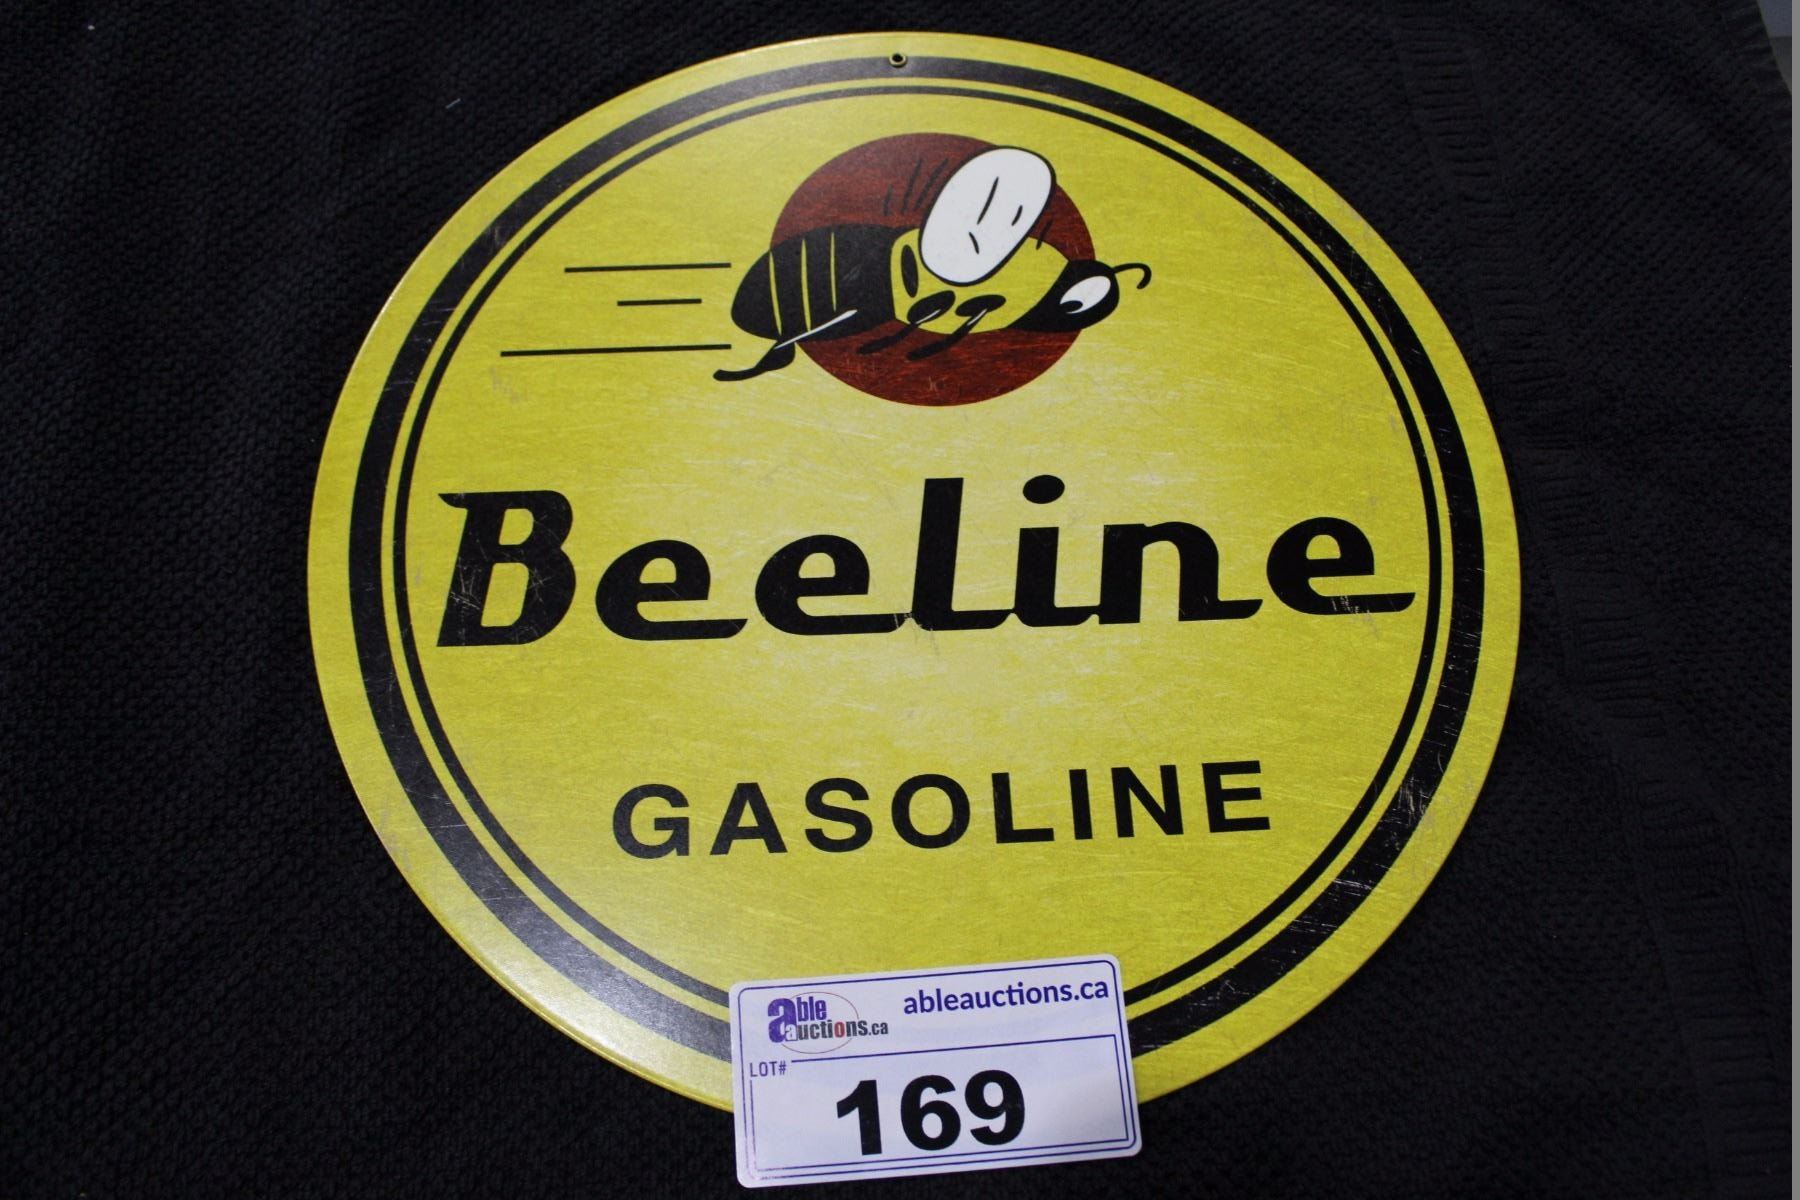 Beeline
GASOLINE
able auctions.ca
ableauctions.ca
LOT#
169